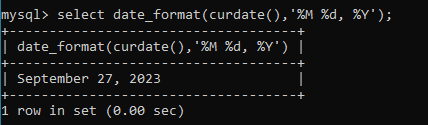 mysql> select date_format(curdate(),'%M %d, %Y');
+------------------------------------+
| date_format(curdate(),'%M %d, %Y') |
+------------------------------------+
| September 27, 2023                 |
+------------------------------------+
1 row in set (0.00 sec)